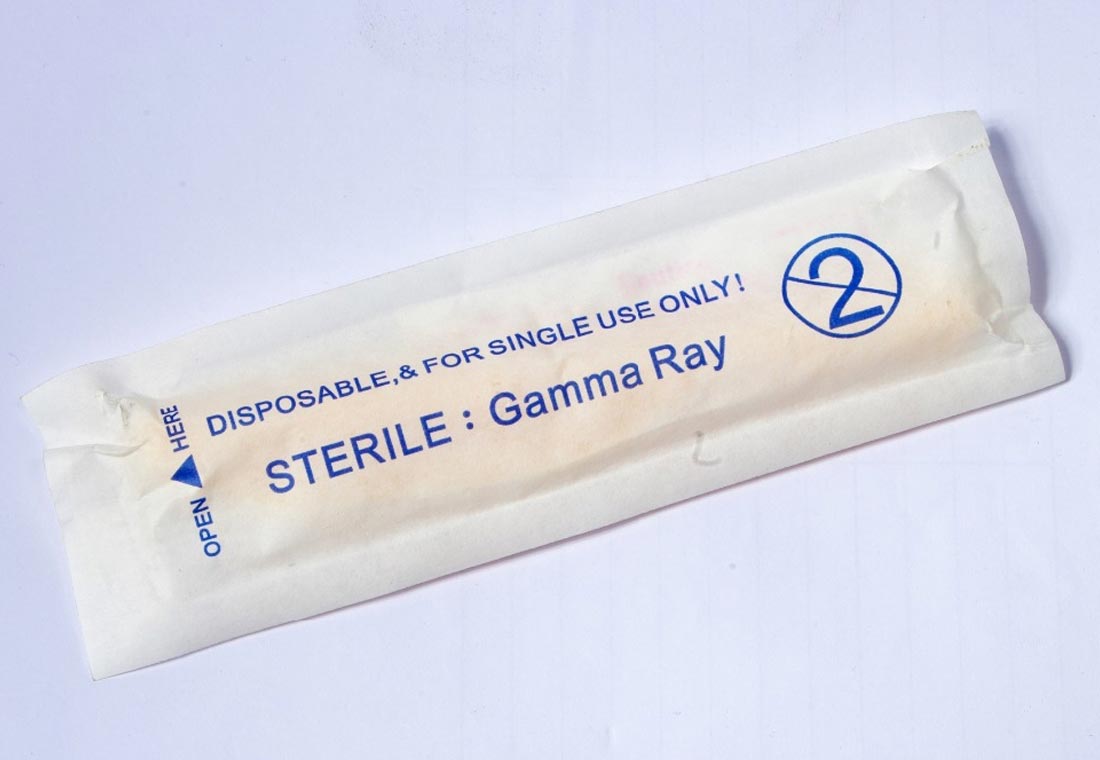 DISPOSABLE,& FOR SINGLE USE ONLY!
STERILE : Gamma Ray
2
OPEN ▲ HERE